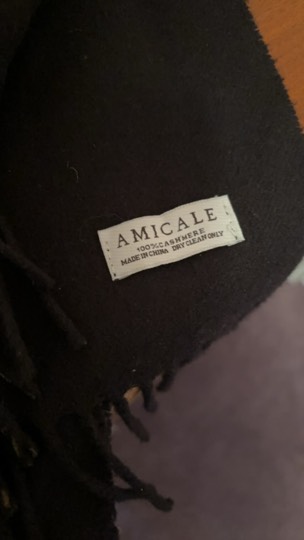 AMICALE
100% CASHMERE
MADE IN CHINA DRY CLEAN ONLY